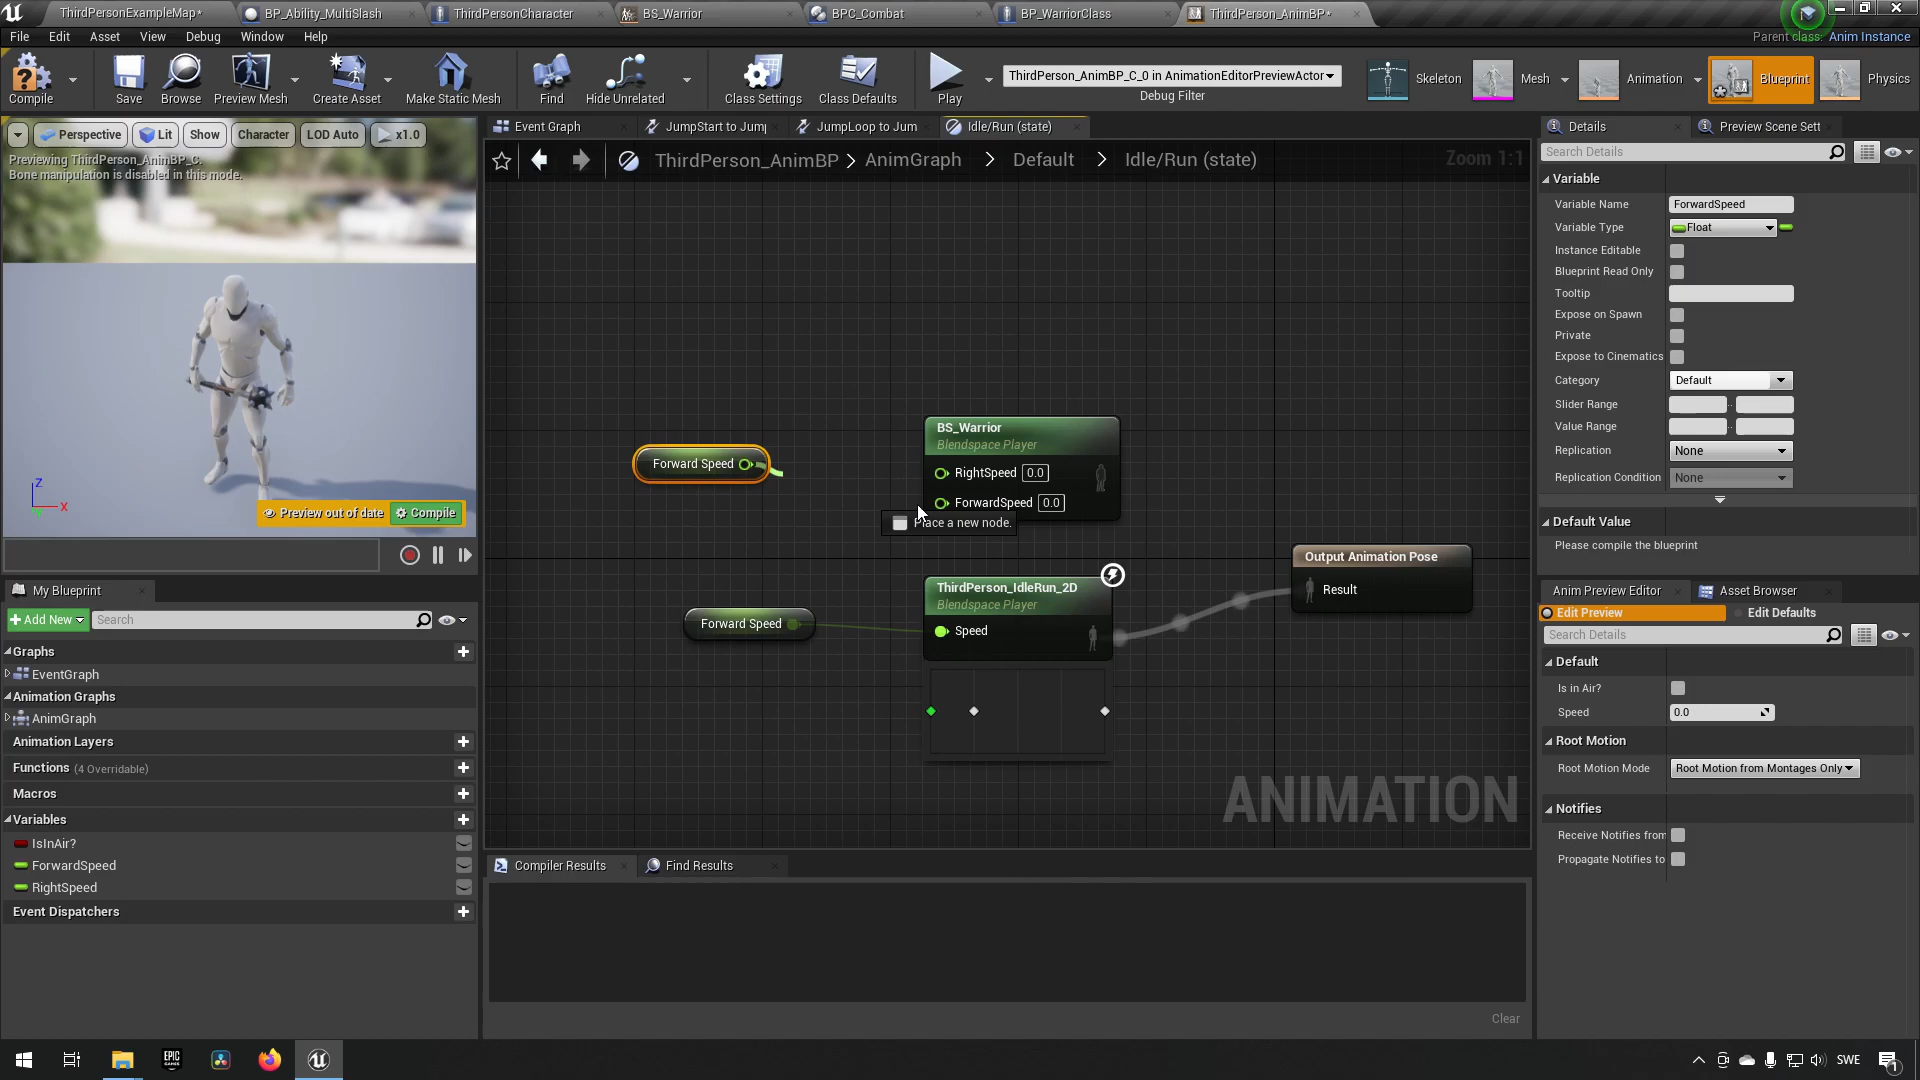 ThirdPersonExampleMap*
BP_Ability_MultiSlash
ThirdPersonCharacter
BS_Warrior
BPC_Combat
BP_WarriorClass
ThirdPerson_AnimBP*
File Edit Asset View Debug Window Help
Parent class: Anim Instance
Compile
Save
Browse
Preview Mesh
Create Asset
Make Static Mesh
Find
Hide Unrelated
Class Settings
Class Defaults
Play
ThirdPerson_AnimBP_C_0 in AnimationEditorPreviewActor
Debug Filter
Skeleton
Mesh
Animation
Blueprint
Physics
Perspective
Lit
Show
Character
LOD Auto
x1.0
Previewing ThirdPerson_AnimBP_C.
Bone manipulation is disabled in this mode.
Z
X
Preview out of date
Compile
My Blueprint
Add New
Search
Graphs
EventGraph
Animation Graphs
AnimGraph
Animation Layers
Functions (4 Overridable)
Macros
Variables
IsInAir?
ForwardSpeed
RightSpeed
Event Dispatchers
Event Graph
JumpStart to Jump
JumpLoop to Jum
Idle/Run (state)
ThirdPerson_AnimBP > AnimGraph > Default > Idle/Run (state)
Zoom 1:1
Forward Speed
BS_Warrior
Blendspace Player
RightSpeed 0.0
ForwardSpeed 0.0
Place a new node.
Forward Speed
ThirdPerson_IdleRun_2D
Blendspace Player
Speed
Output Animation Pose
Result
ANIMATION
Compiler Results
Find Results
Clear
Details
Preview Scene Sett
Search Details
Variable
Variable Name ForwardSpeed
Variable Type Float
Instance Editable
Blueprint Read Only
Tooltip
Expose on Spawn
Private
Expose to Cinematics
Category Default
Slider Range
Value Range
Replication None
Replication Condition None
Default Value
Please compile the blueprint
Anim Preview Editor
Asset Browser
Edit Preview
Edit Defaults
Search Details
Default
Is in Air?
Speed 0.0
Root Motion
Root Motion Mode Root Motion from Montages Only
Notifies
Receive Notifies from
Propagate Notifies to
EPIC
GAMES
SWE
1